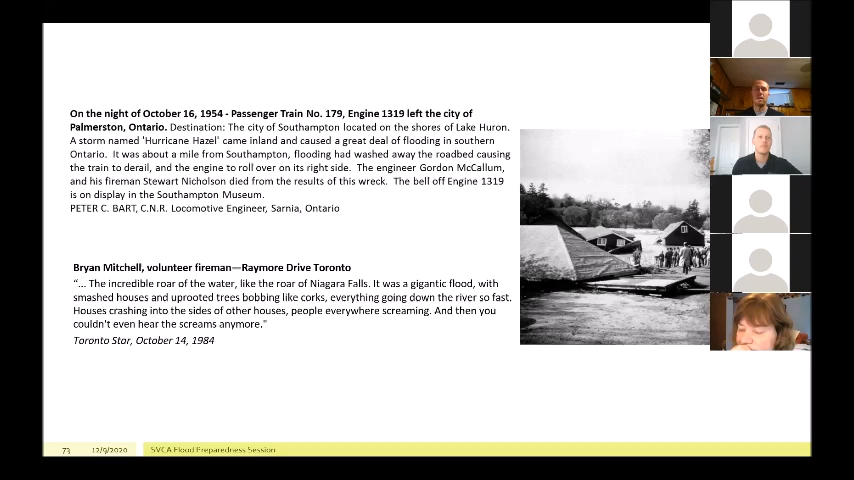 On the night of October 16, 1954 - Passenger Train No. 179, Engine 1319 left the city of
Palmerston, Ontario. Destination: The city of Southampton located on the shores of Lake Huron.
A storm named 'Hurricane Hazel' came inland and caused a great deal of flooding in southern
Ontario. It was about a mile from Southampton, flooding had washed away the roadbed causing
the train to derail, and the engine to roll over on its right side. The engineer Gordon McCallum,
and his fireman Stewart Nicholson died from the results of this wreck. The bell off Engine 1319
is on display in the Southampton Museum.
PETER C. BART, C.N.R. Locomotive Engineer, Sarnia, Ontario
Bryan Mitchell, volunteer fireman—Raymore Drive Toronto
"... The incredible roar of the water, like the roar of Niagara Falls. It was a gigantic flood, with
smashed houses and uprooted trees bobbing like corks, everything going down the river so fast.
Houses crashing into the sides of other houses, people everywhere screaming. And then you
couldn't even hear the screams anymore."
Toronto Star, October 14, 1984
73 12/9/2020 SVCA Flood Preparedness Session